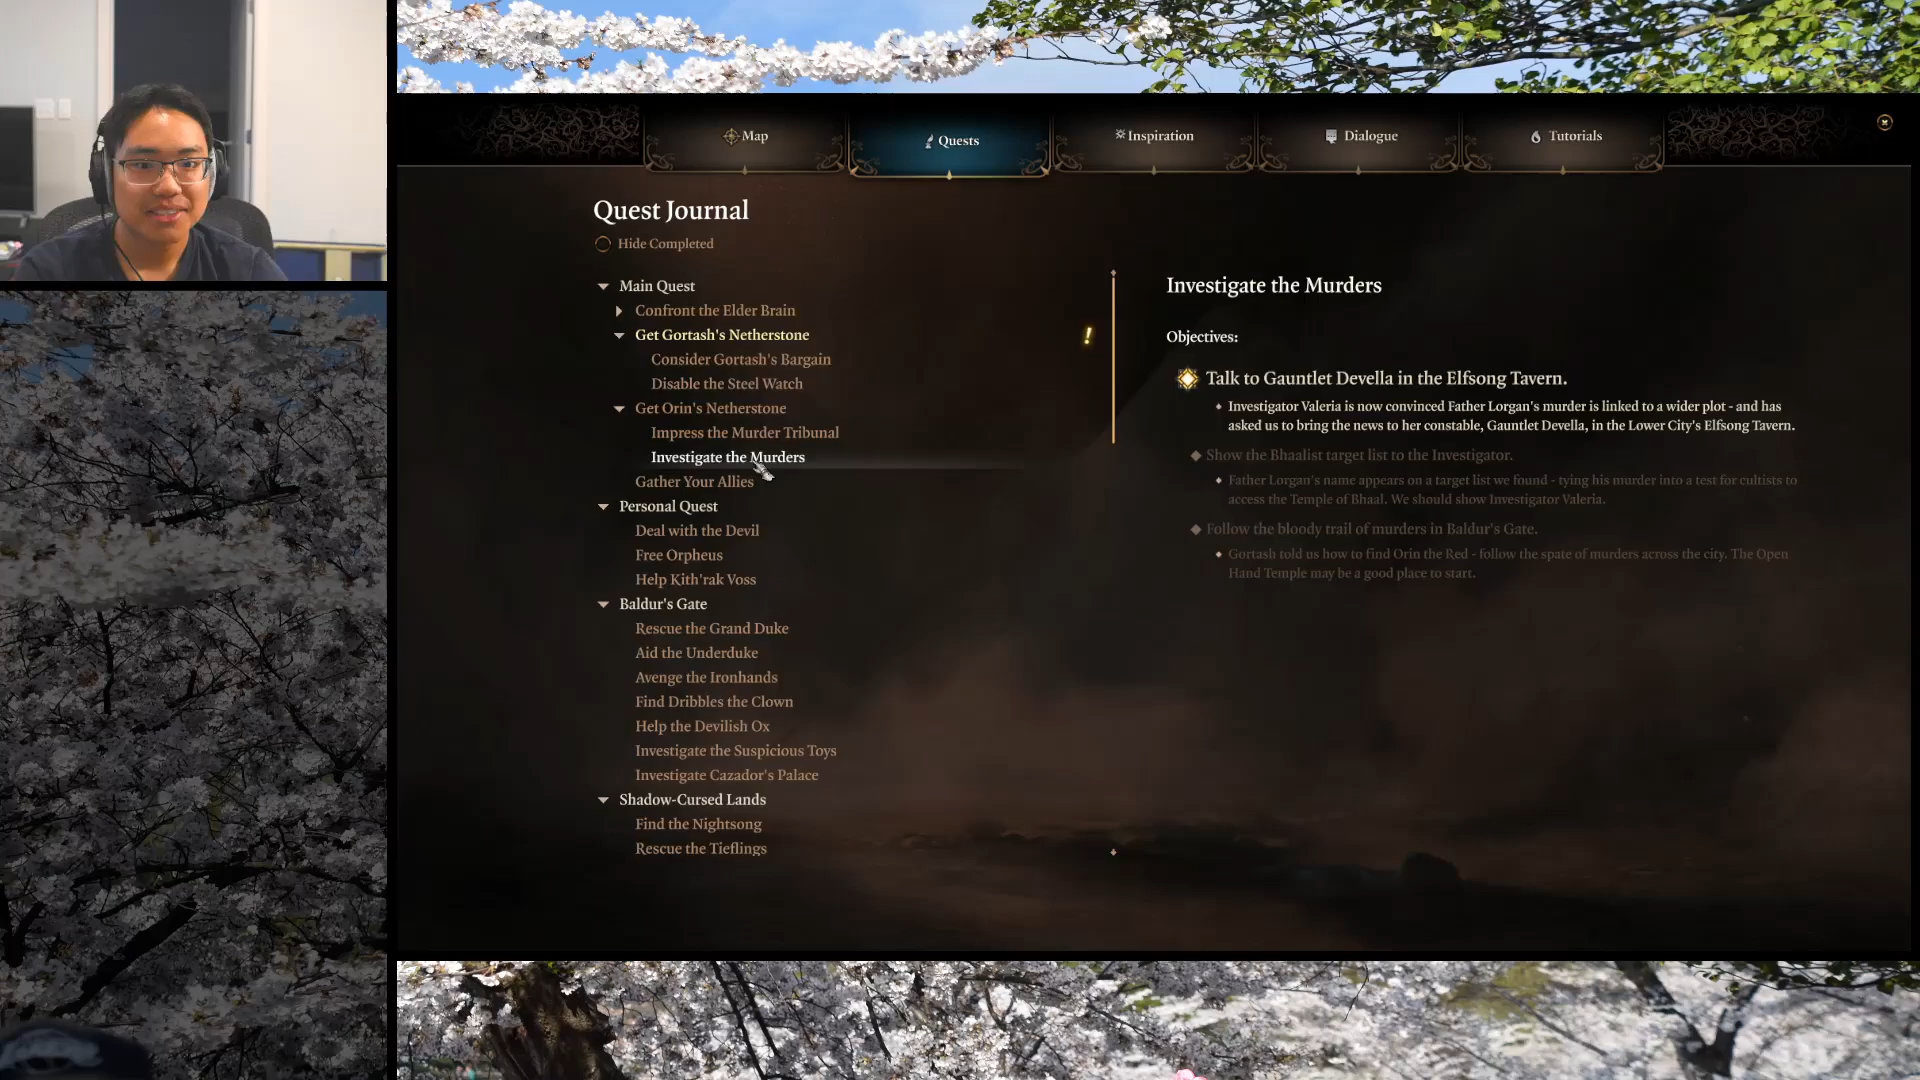 Map
Quests
Inspiration
Dialogue
Tutorials
Quest Journal
Hide Completed
Main Quest
Confront the Elder Brain
Get Gortash's Netherstone
Consider Gortash's Bargain
Disable the Steel Watch
Get Orin's Netherstone
Impress the Murder Tribunal
Investigate the Murders
Gather Your Allies
Personal Quest
Deal with the Devil
Free Orpheus
Help Kith'rak Voss
Baldur's Gate
Rescue the Grand Duke
Aid the Underduke
Avenge the Ironhands
Find Dribbles the Clown
Help the Devilish Ox
Investigate the Suspicious Toys
Investigate Cazador's Palace
Shadow-Cursed Lands
Find the Nightsong
Rescue the Tieflings
Investigate the Murders
Objectives:
Talk to Gauntlet Devella in the Elfsong Tavern.
Investigator Valeria is now convinced Father Lorgan's murder is linked to a wider plot - and has
asked us to bring the news to her constable, Gauntlet Devella, in the Lower City's Elfsong Tavern.
Show the Bhaalist target list to the Investigator.
Father Lorgan's name appears on a target list we found - tying his murder into a test for cultists to
access the Temple of Bhaal. We should show Investigator Valeria.
Follow the bloody trail of murders in Baldur's Gate.
Gortash told us how to find Orin the Red - follow the spate of murders across the city. The Open
Hand Temple may be a good place to start.